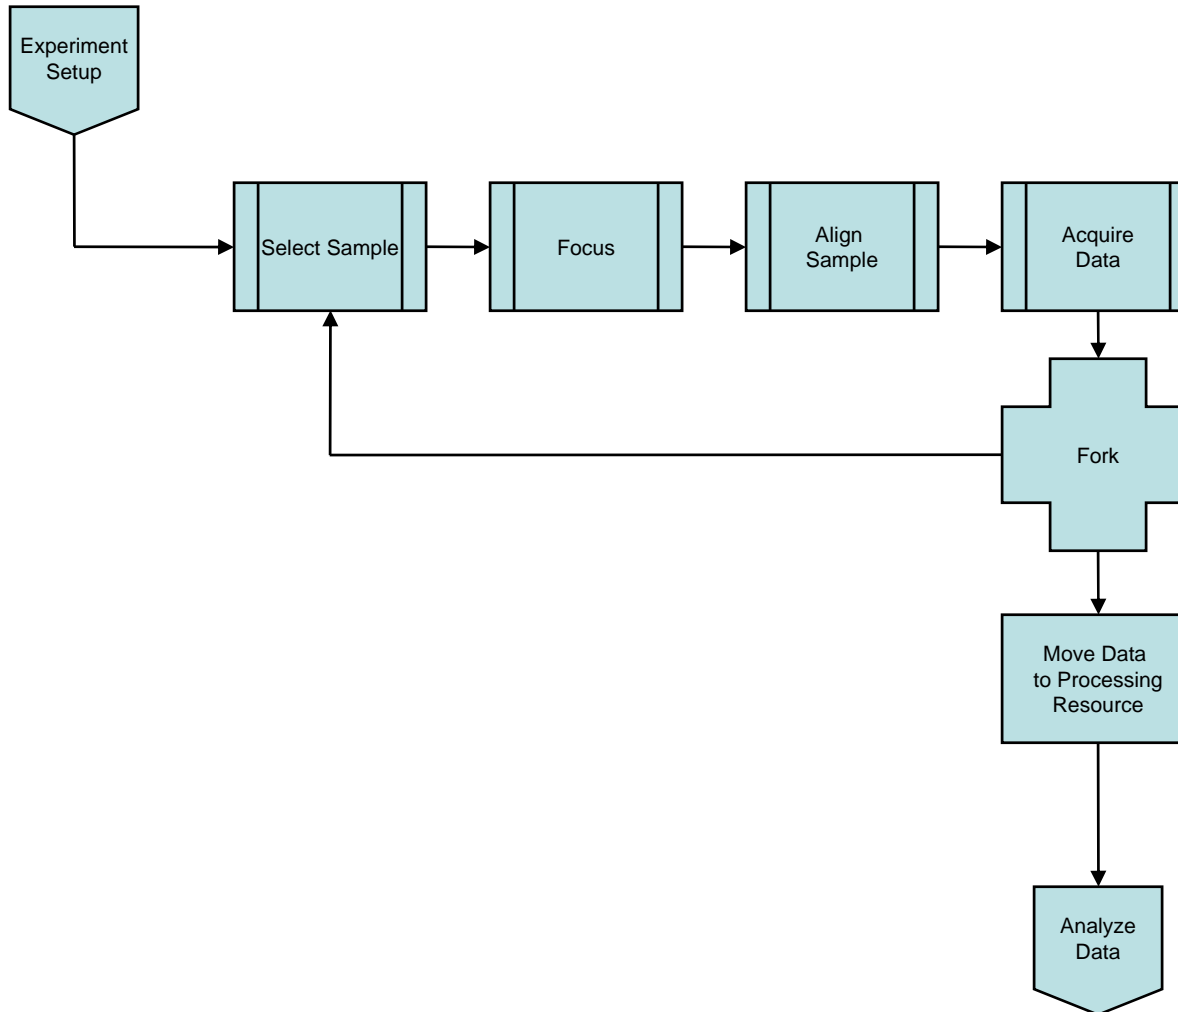 Experiment
Setup
Select Sample
Focus
Align
Sample
Acquire
Data
Fork
Move Data
to Processing
Resource
Analyze
Data